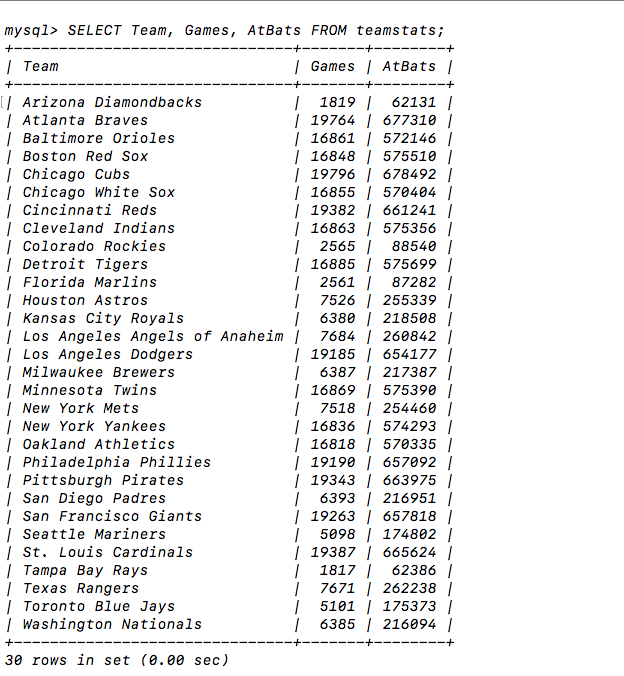 mysql> SELECT Team, Games, AtBats FROM teamstats;
+------------------------------+-------+--------+
| Team                         | Games | AtBats |
+------------------------------+-------+--------+
| Arizona Diamondbacks         |  1819 |  62131 |
| Atlanta Braves               | 19764 | 677310 |
| Baltimore Orioles            | 16861 | 572146 |
| Boston Red Sox               | 16848 | 575510 |
| Chicago Cubs                 | 19796 | 678492 |
| Chicago White Sox            | 16855 | 570404 |
| Cincinnati Reds              | 19382 | 661241 |
| Cleveland Indians            | 16863 | 575356 |
| Colorado Rockies             |  2565 |  88540 |
| Detroit Tigers               | 16885 | 575699 |
| Florida Marlins              |  2561 |  87282 |
| Houston Astros               |  7526 | 255339 |
| Kansas City Royals           |  6380 | 218508 |
| Los Angeles Angels of Anaheim |  7684 | 260842 |
| Los Angeles Dodgers          | 19185 | 654177 |
| Milwaukee Brewers            |  6387 | 217387 |
| Minnesota Twins              | 16869 | 575390 |
| New York Mets                |  7518 | 254460 |
| New York Yankees             | 16836 | 574293 |
| Oakland Athletics            | 16818 | 570335 |
| Philadelphia Phillies        | 19190 | 657092 |
| Pittsburgh Pirates           | 19343 | 663975 |
| San Diego Padres             |  6393 | 216951 |
| San Francisco Giants         | 19263 | 657818 |
| Seattle Mariners             |  5098 | 174802 |
| St. Louis Cardinals          | 19387 | 665624 |
| Tampa Bay Rays               |  1817 |  62386 |
| Texas Rangers                |  7671 | 262238 |
| Toronto Blue Jays            |  5101 | 175373 |
| Washington Nationals         |  6385 | 216094 |
+------------------------------+-------+--------+
30 rows in set (0.00 sec)